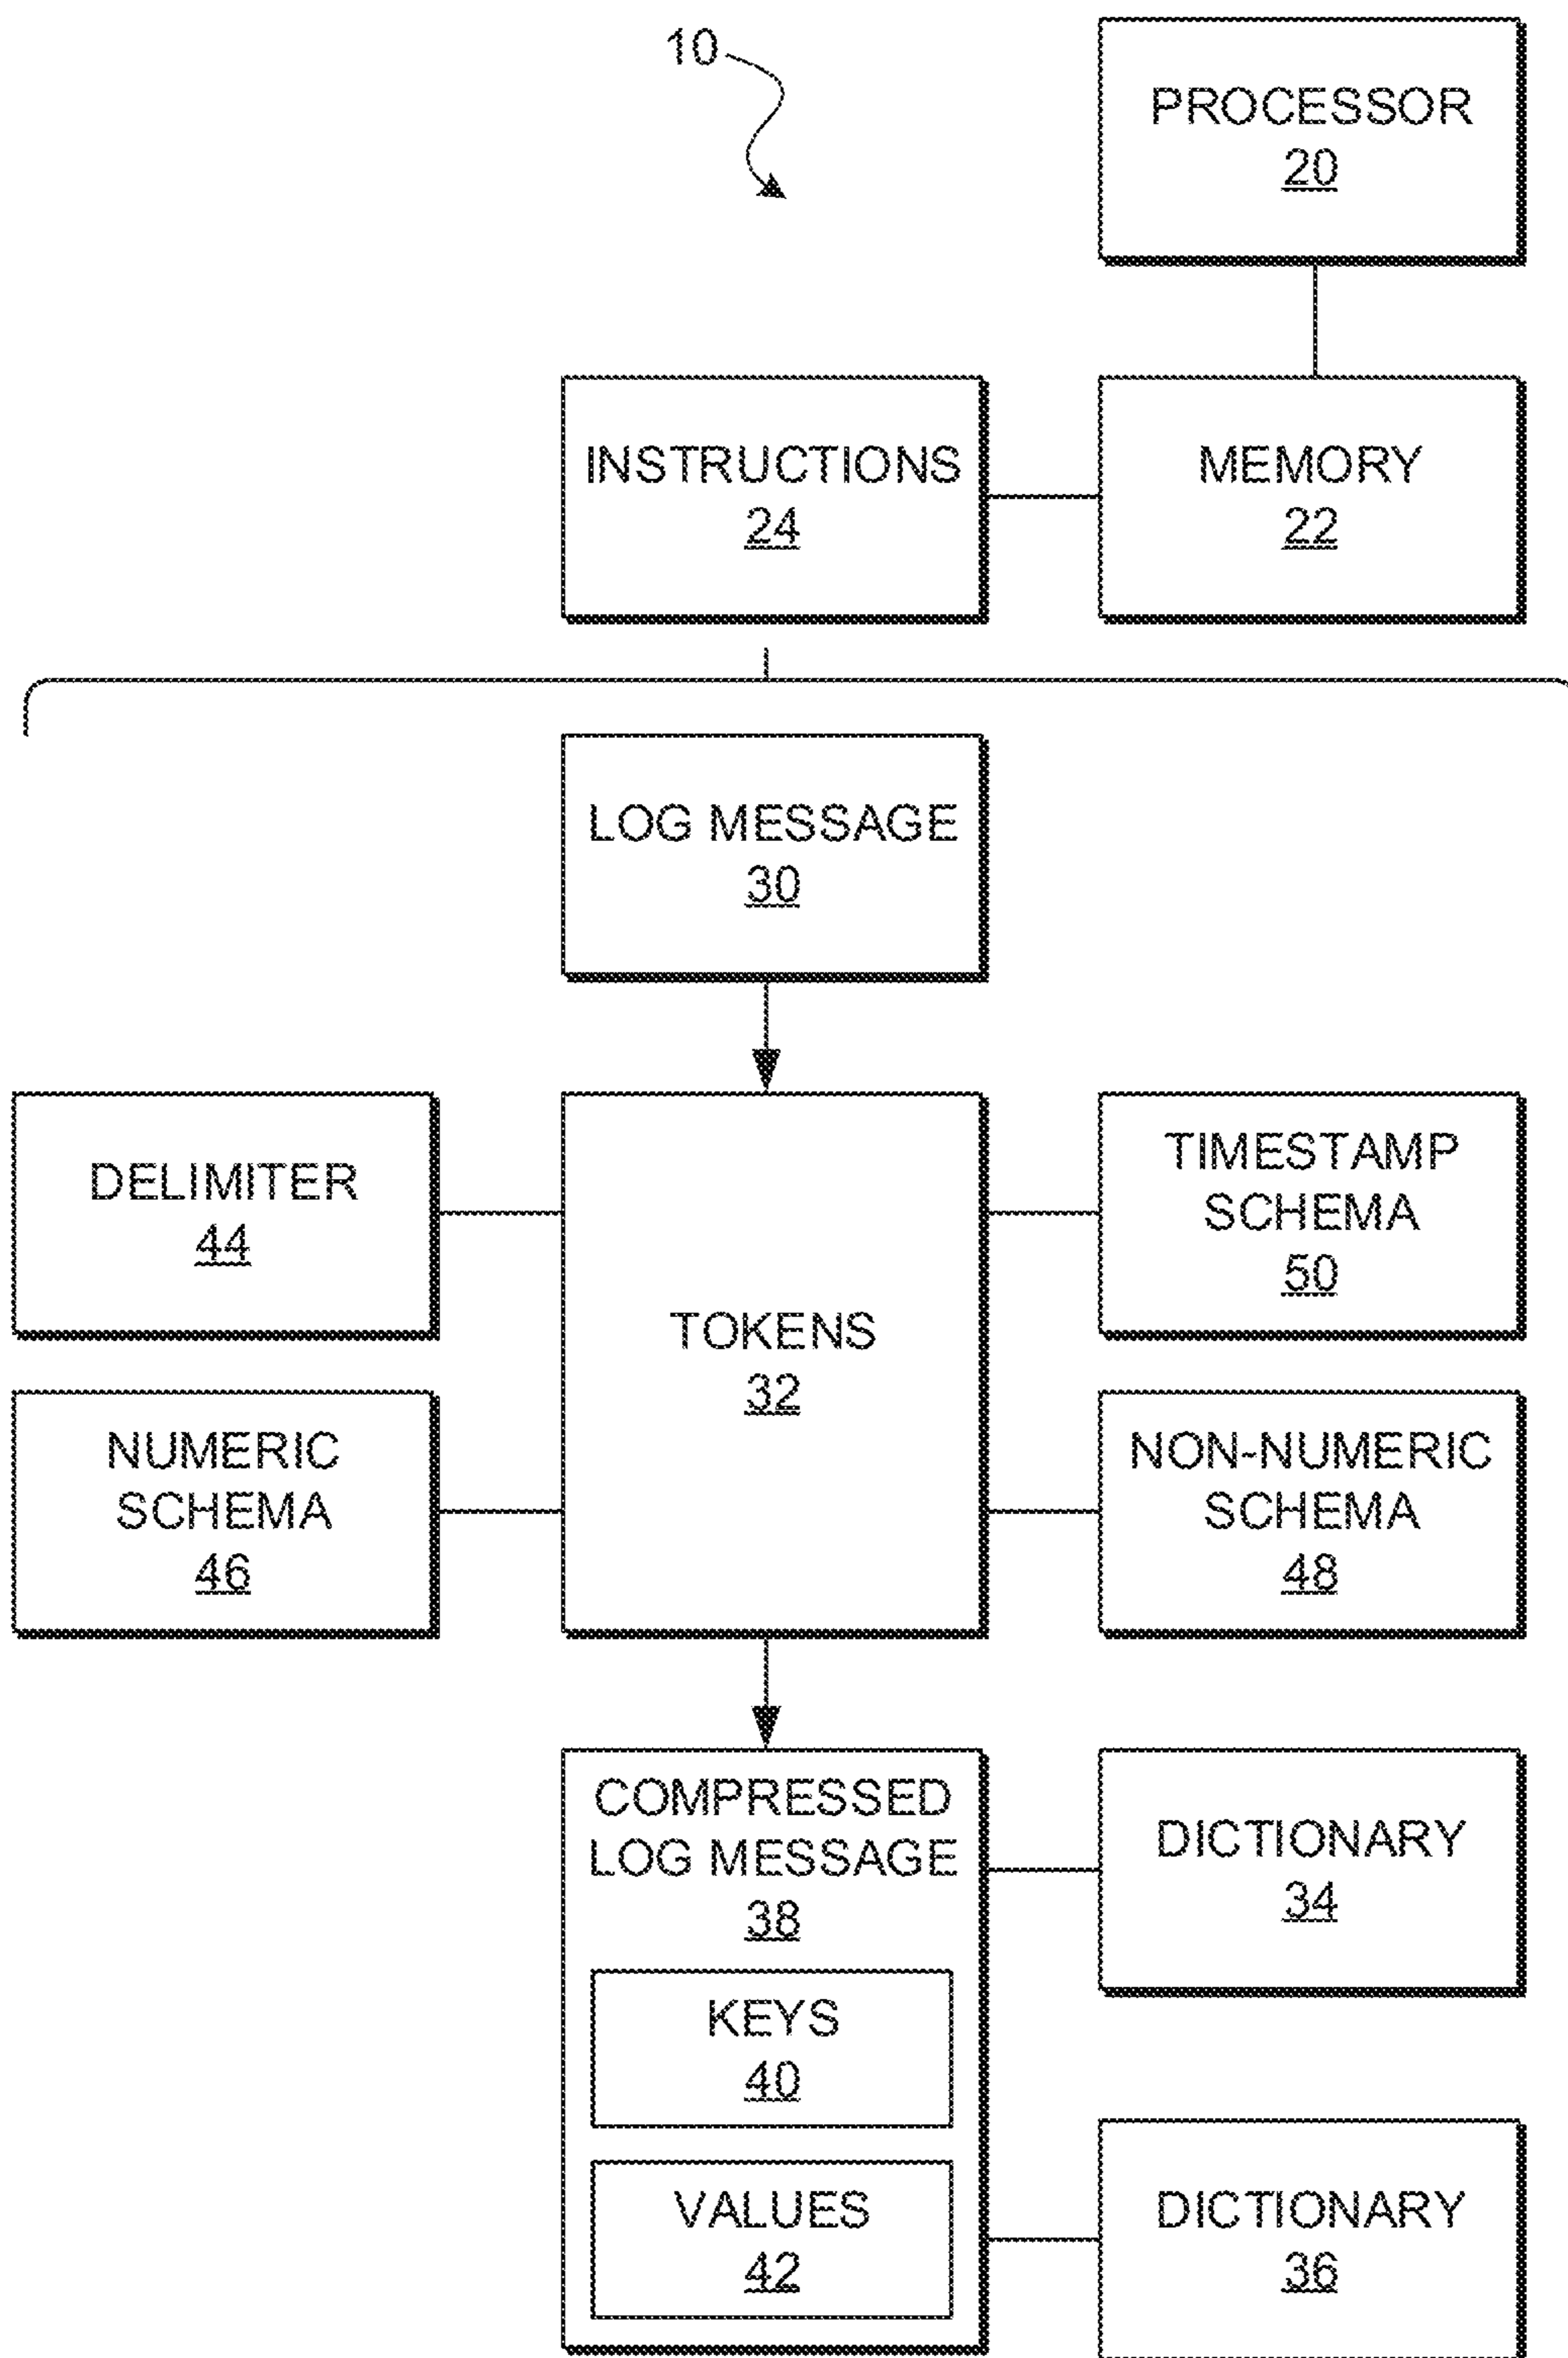 10
PROCESSOR
20
INSTRUCTIONS
24
MEMORY
22
LOG MESSAGE
30
DELIMITER
44
TOKENS
32
TIMESTAMP
SCHEMA
50
NUMERIC
SCHEMA
46
NON-NUMERIC
SCHEMA
48
COMPRESSED
LOG MESSAGE
38
KEYS
40
VALUES
42
DICTIONARY
34
DICTIONARY
36